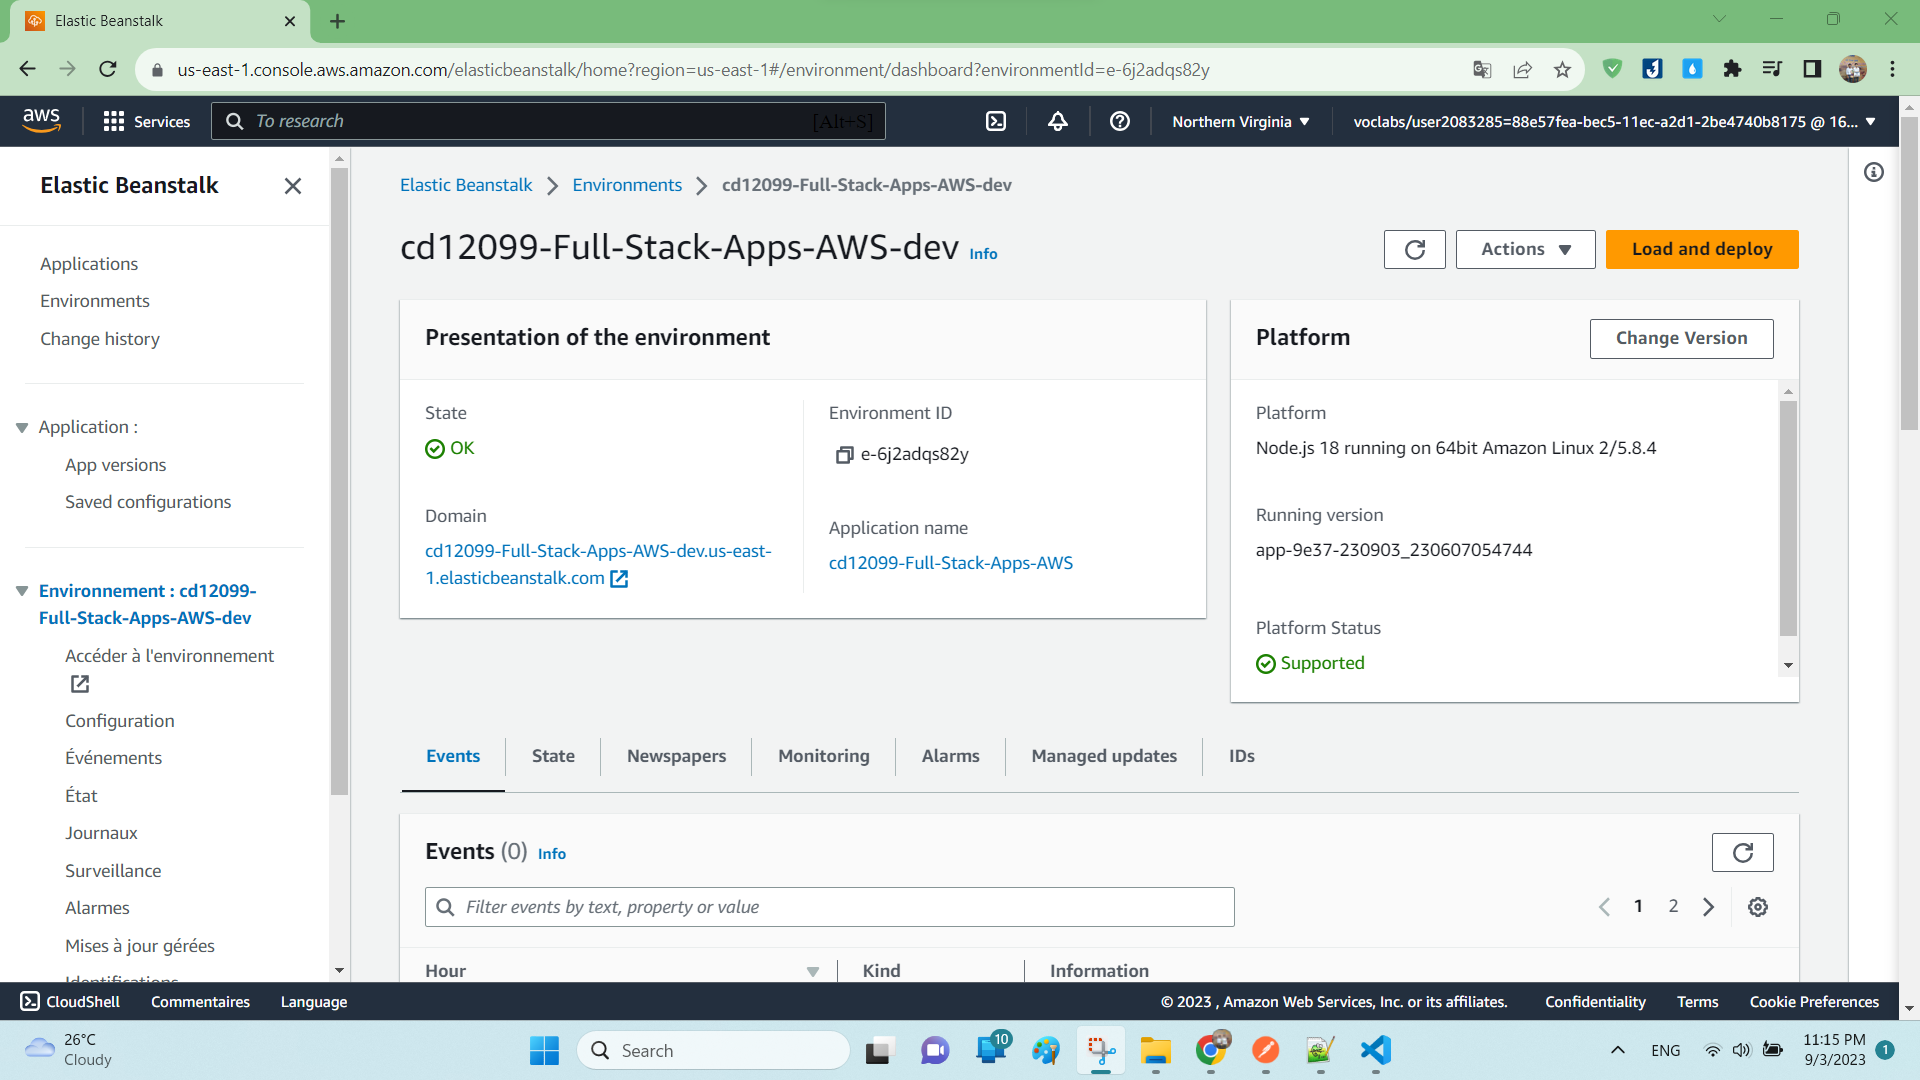 Elastic Beanstalk
us-east-1.console.aws.amazon.com/elasticbeanstalk/home?region=us-east-1#/environment/dashboard?environmentId=e-6j2adqs82y
aws
Services
To research
[Alt+S]
Northern Virginia
voclabs/user2083285=88e57fea-bec5-11ec-a2d1-2be4740b8175 @ 16...
Elastic Beanstalk
Applications
Environments
Change history
Application :
App versions
Saved configurations
Environnement : cd12099-
Full-Stack-Apps-AWS-dev
Accéder à l'environnement
Configuration
Événements
État
Journaux
Surveillance
Alarmes
Mises à jour gérées
Identifications
Elastic Beanstalk
Environments
cd12099-Full-Stack-Apps-AWS-dev
cd12099-Full-Stack-Apps-AWS-dev Info
Actions
Load and deploy
Presentation of the environment
State
OK
Domain
cd12099-Full-Stack-Apps-AWS-dev.us-east-
1.elasticbeanstalk.com
Environment ID
e-6j2adqs82y
Application name
cd12099-Full-Stack-Apps-AWS
Platform
Change Version
Platform
Node.js 18 running on 64bit Amazon Linux 2/5.8.4
Running version
app-9e37-230903_230607054744
Platform Status
Supported
Events
State
Newspapers
Monitoring
Alarms
Managed updates
IDs
Events (0) Info
Filter events by text, property or value
1
2
Hour
Kind
Information
CloudShell
Commentaires
Language
© 2023 , Amazon Web Services, Inc. or its affiliates.
Confidentiality
Terms
Cookie Preferences
26°C
Cloudy
Search
10
ENG
11:15 PM
9/3/2023
1